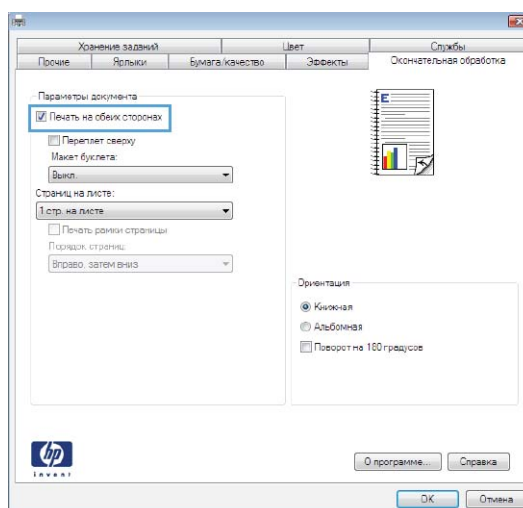 Хранение заданий Цвет Службы
Прочие Ярлыки Бумага/качество Эффекты Окончательная обработка
Параметры документа
Печать на обеих сторонах
Переплет сверху
Макет буклета:
Выкл.
Страниц на листе:
1 стр. на листе
Печать рамки страницы
Порядок страниц:
Вправо, затем вниз
E
Ориентация
Книжная
Альбомная
Поворот на 180 градусов
hp
invent
О программе... Справка
OK Отмена